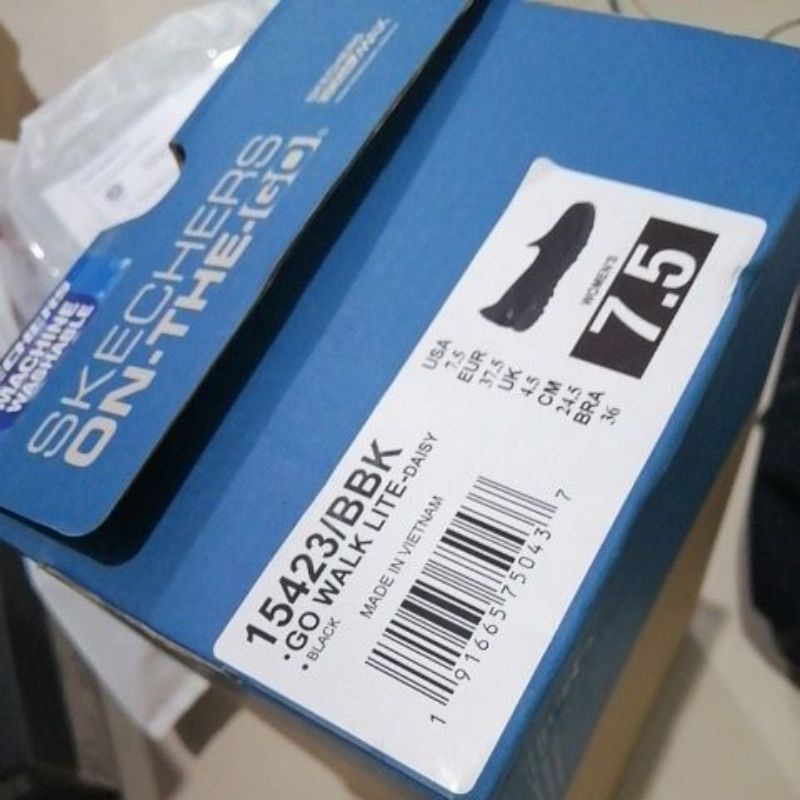 SKECHERS
ON-THE-[GO].
MACHINE
WASHABLE
WOMEN'S
7.5
USA
7.5
EUR
37.5
UK
4.5
CM
24.5
BRA
36
15423/BBK
•GO WALK LITE-DAISY
• BLACK
MADE IN VIETNAM
1 91665 75043 7